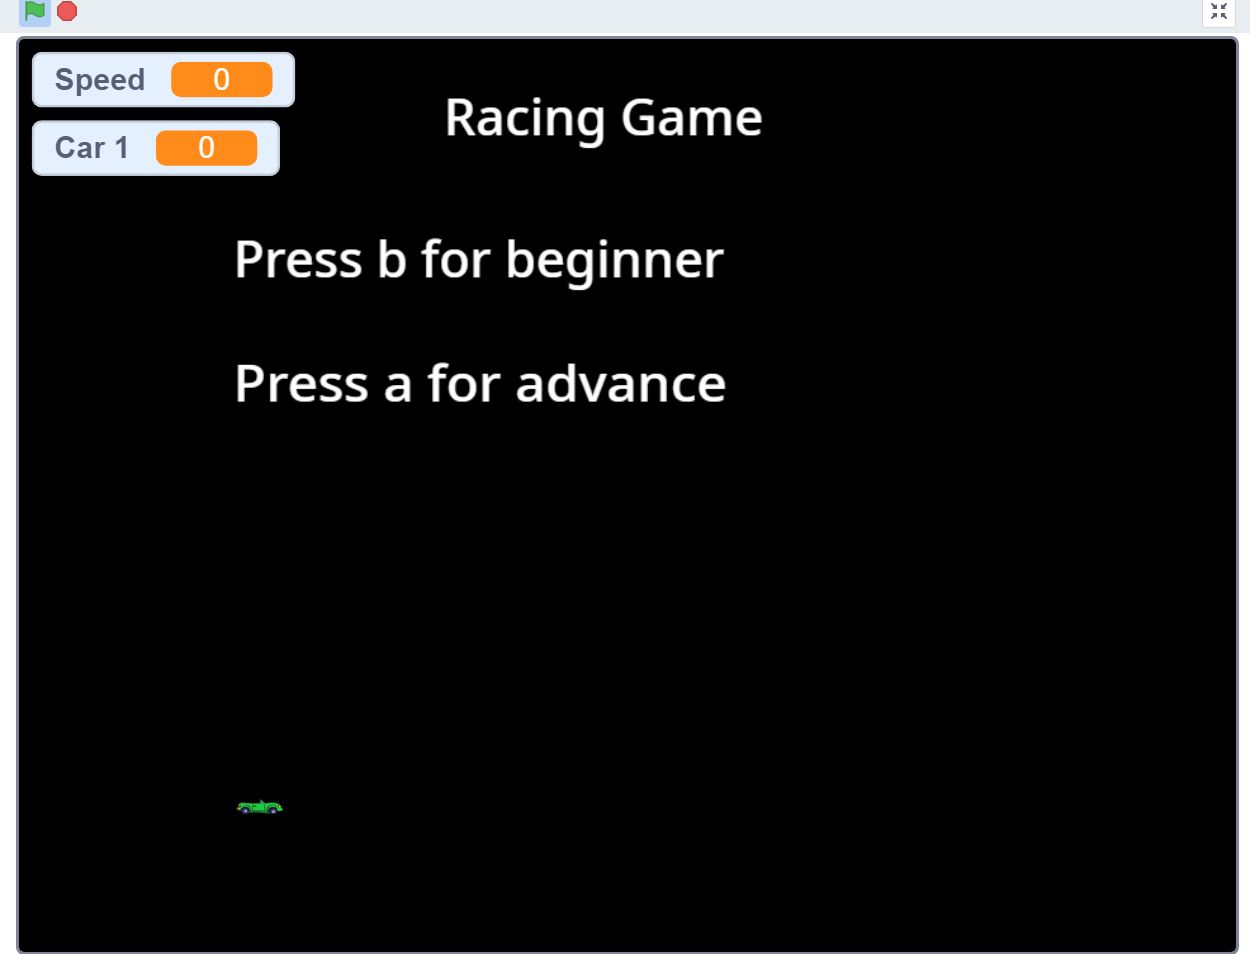 Speed 0
Car 1 0
Racing Game
Press b for beginner
Press a for advance